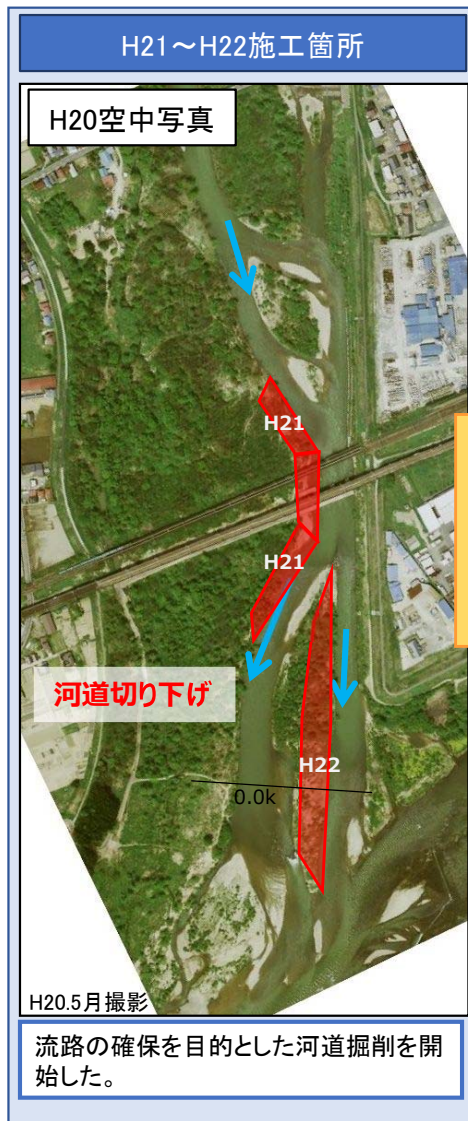 H21～H22施工箇所
H20空中写真
H21
H21
河道切り下げ
H22
0.0k
H20.5月撮影
流路の確保を目的とした河道掘削を開
始した。